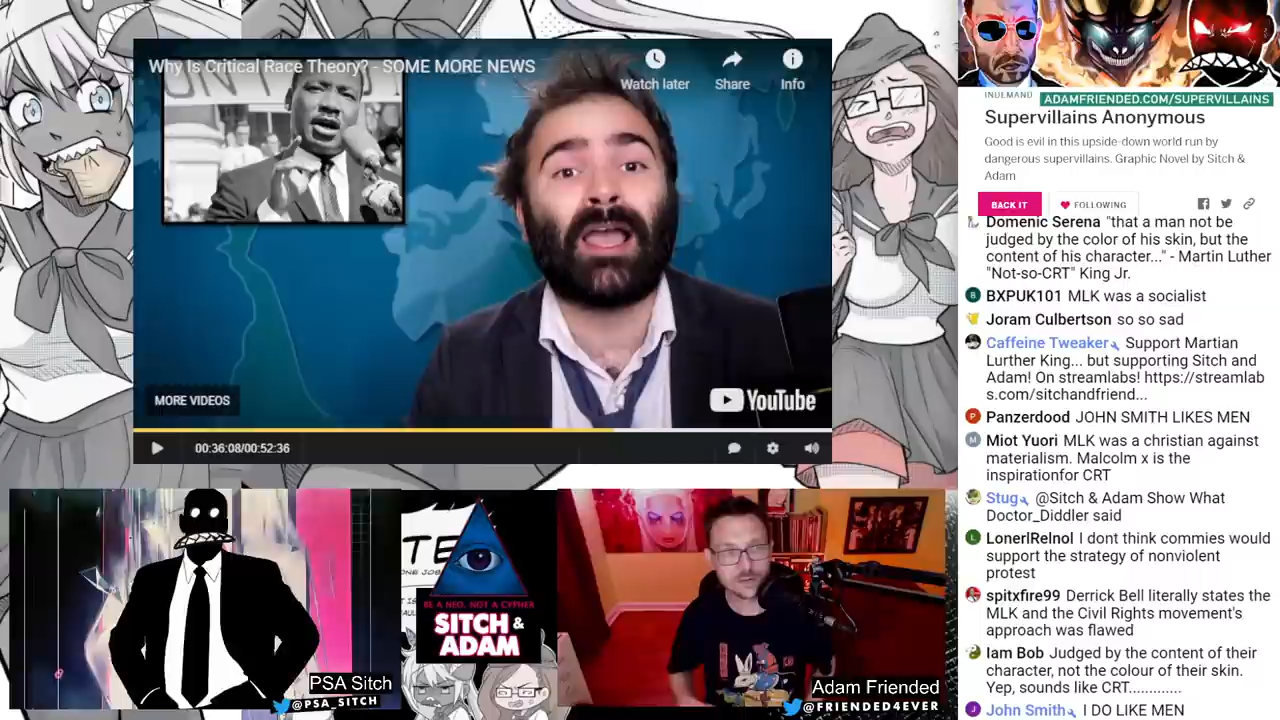 Why Is Critical Race Theory? - SOME MORE NEWS
Watch later
Share
Info
MORE VIDEOS
YouTube
00:36:08/00:52:36
PSA Sitch
@PSA_SITCH
BE A NEO, NOT A CYPHER
SITCH &
ADAM
Adam Friended
@FRIENDED4EVER
INDEMAND
ADAMFRIENDED.COM/SUPERVILLAINS
Supervillains Anonymous
Good is evil in this upside-down world run by
dangerous supervillains. Graphic Novel by Sitch &
Adam
BACK IT
FOLLOWING
Domenic Serena "that a man not be
judged by the color of his skin, but the
content of his character..." - Martin Luther
"Not-so-CRT" King Jr.
BXPUK101 MLK was a socialist
Joram Culbertson so so sad
Caffeine Tweaker Support Martian
Luther King... but supporting Sitch and
Adam! On streamlabs! https://streamlab
s.com/sitchandfriend...
Panzerdood JOHN SMITH LIKES MEN
Miot Yuori MLK was a christian against
materialism. Malcolm x is the
inspirationfor CRT
Stug @Sitch & Adam Show What
Doctor_Diddler said
LonerlRelnol I dont think commies would
support the strategy of nonviolent
protest
spitxfire99 Derrick Bell literally states the
MLK and the Civil Rights movement's
approach was flawed
Iam Bob Judged by the content of their
character, not the colour of their skin.
Yep, sounds like CRT.............
John Smith I DO LIKE MEN